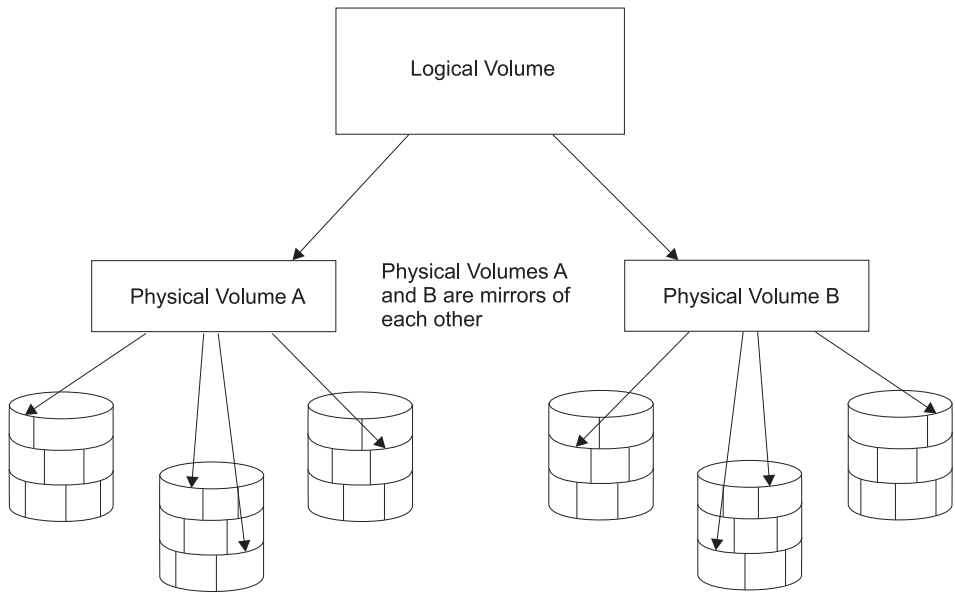 Logical Volume
Physical Volume A
Physical Volumes A
and B are mirrors of
each other
Physical Volume B